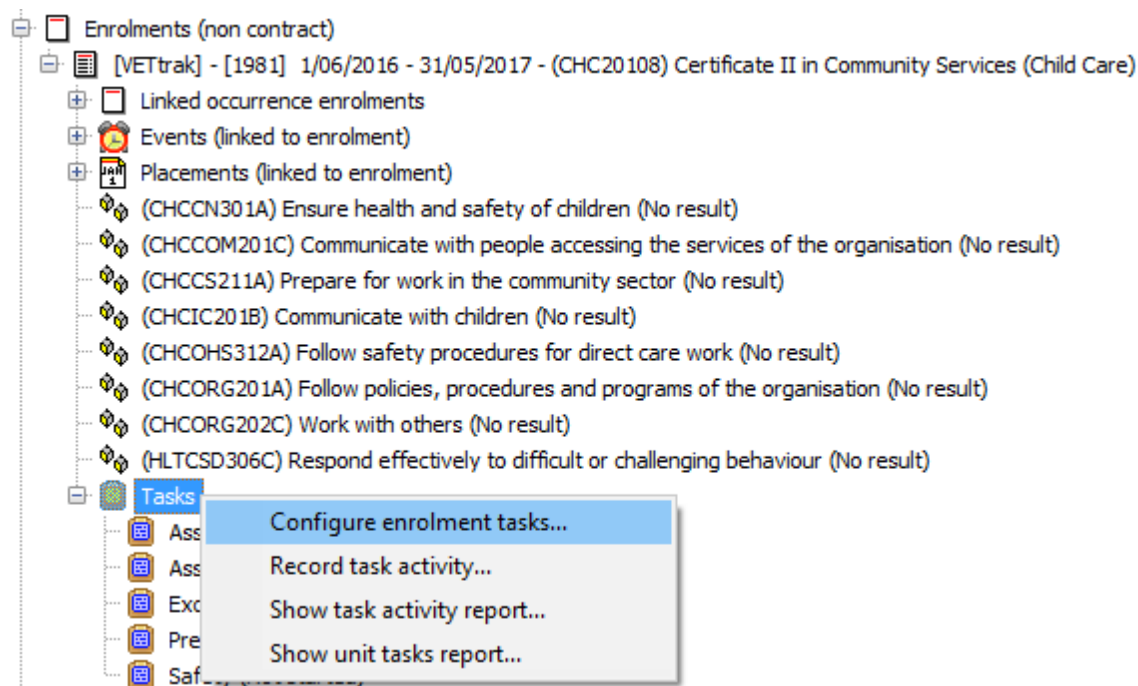 Enrolments (non contract)
[VETtrak] - [1981] 1/06/2016 - 31/05/2017 - (CHC20108) Certificate II in Community Services (Child Care)
Linked occurrence enrolments
Events (linked to enrolment)
JAN
1
Placements (linked to enrolment)
(CHCCN301A) Ensure health and safety of children (No result)
(CHCCOM201C) Communicate with people accessing the services of the organisation (No result)
(CHCCS211A) Prepare for work in the community sector (No result)
(CHCIC201B) Communicate with children (No result)
(CHCOHS312A) Follow safety procedures for direct care work (No result)
(CHCORG201A) Follow policies, procedures and programs of the organisation (No result)
(CHCORG202C) Work with others (No result)
(HLTCSD306C) Respond effectively to difficult or challenging behaviour (No result)
Tasks
Configure enrolment tasks...
Record task activity...
Show task activity report...
Show unit tasks report...
Ass
Ass
Exc
Pre